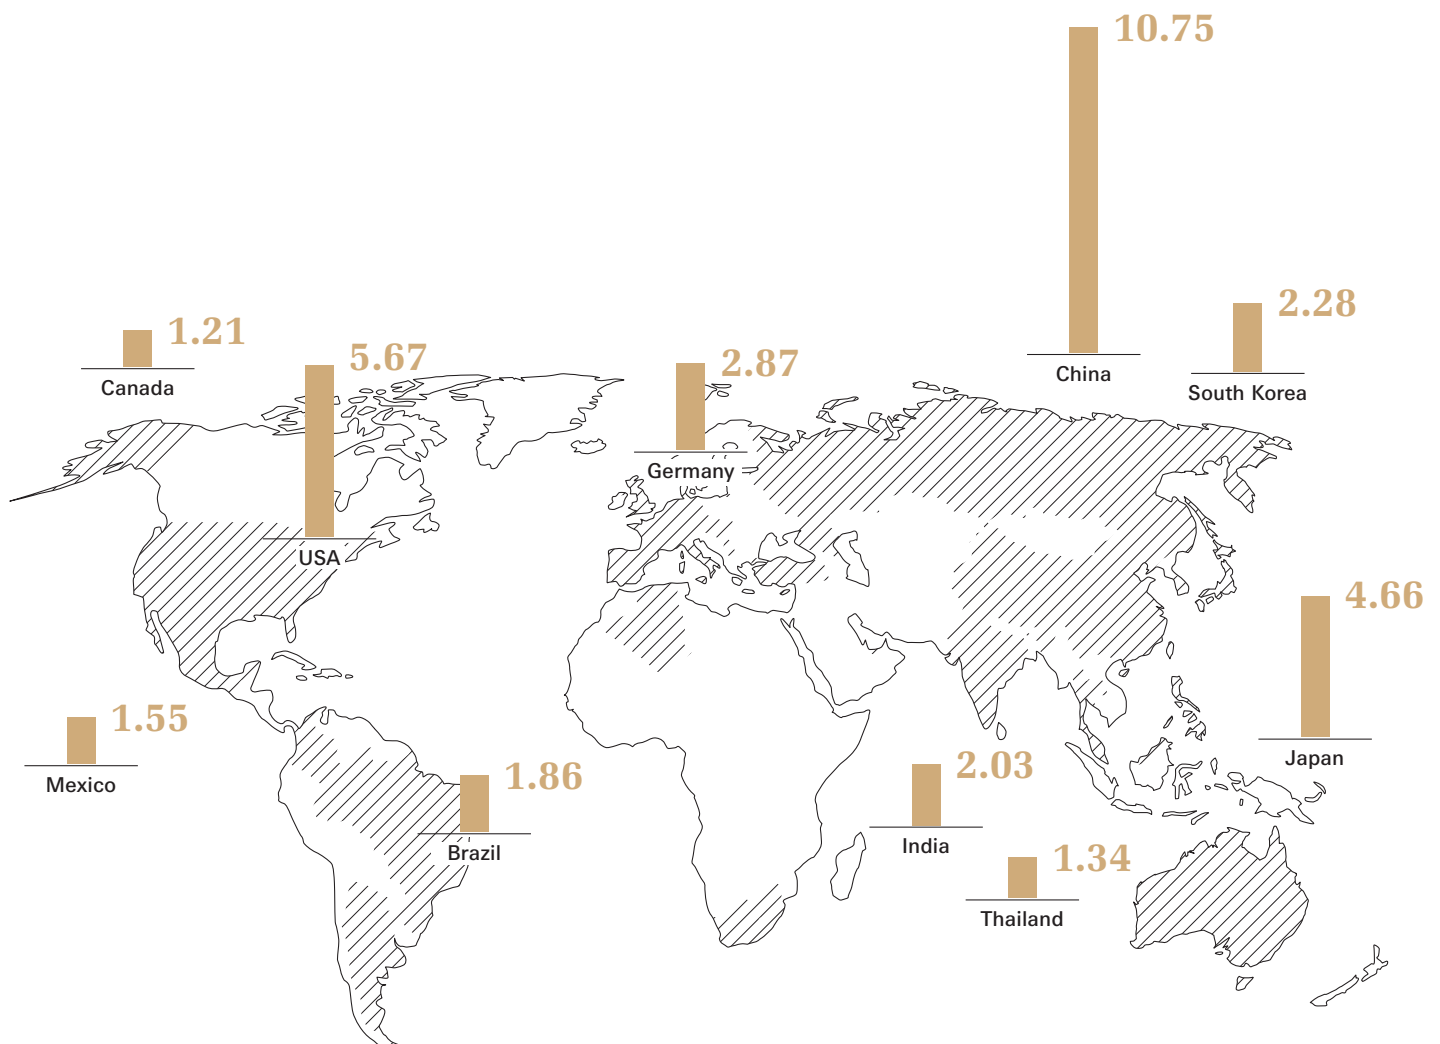 10.75
China
2.28
South Korea
1.21
Canada
5.67
USA
2.87
Germany
4.66
Japan
1.55
Mexico
1.86
Brazil
2.03
India
1.34
Thailand